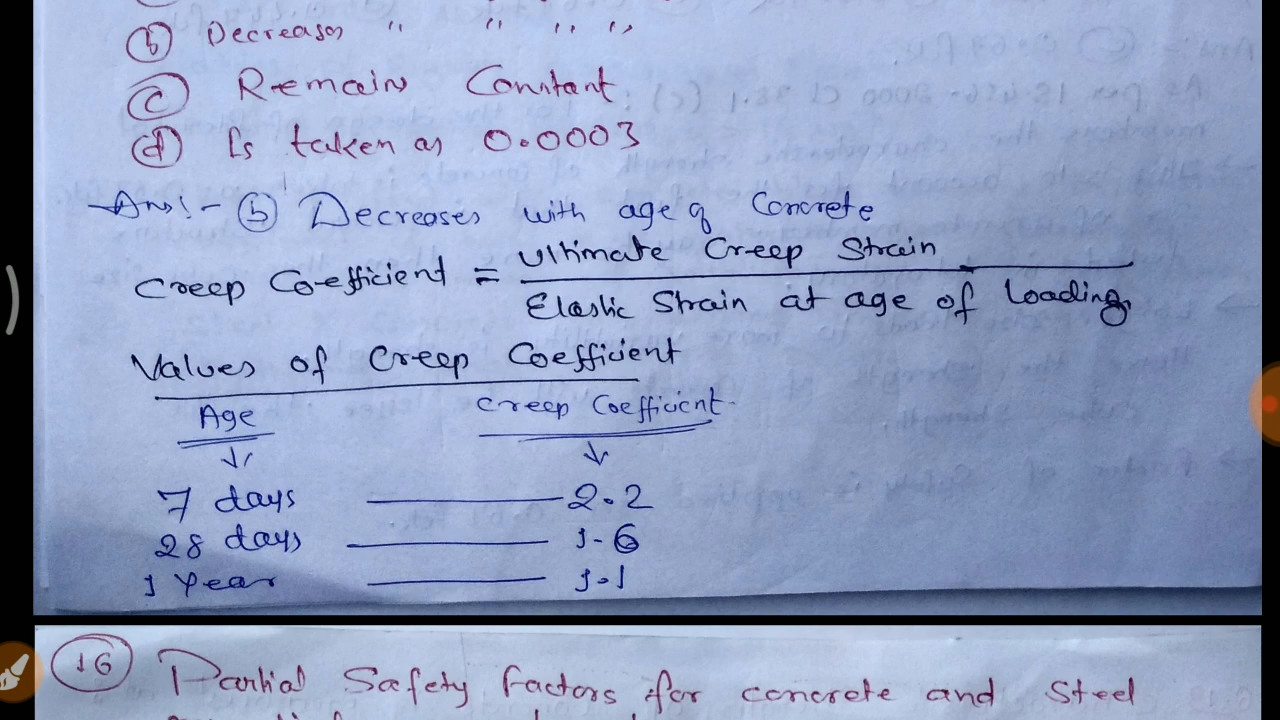 (b) Decreases " " " "
(c) Remains Constant
(d) Is taken as 0.0003
Ans:- (b) Decreases with age of Concrete
Creep Coefficient = Ultimate Creep Strain
Elastic Strain at age of loading.
Values of Creep Coefficient
Age Creep Coefficient
7 days 2.2
28 days 1.6
1 Year 1.1
16 Partial Safety factors for concrete and Steel